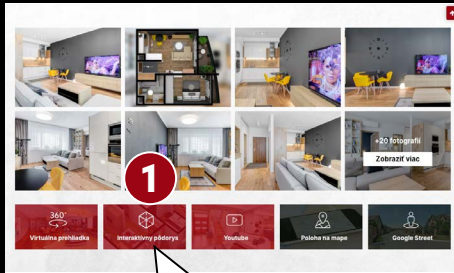 +20 fotografií
Zobraziť viac
1
360°
Virtuálna prehliadka
Interaktívny pôdorys
Youtube
Poloha na mape
Google Street